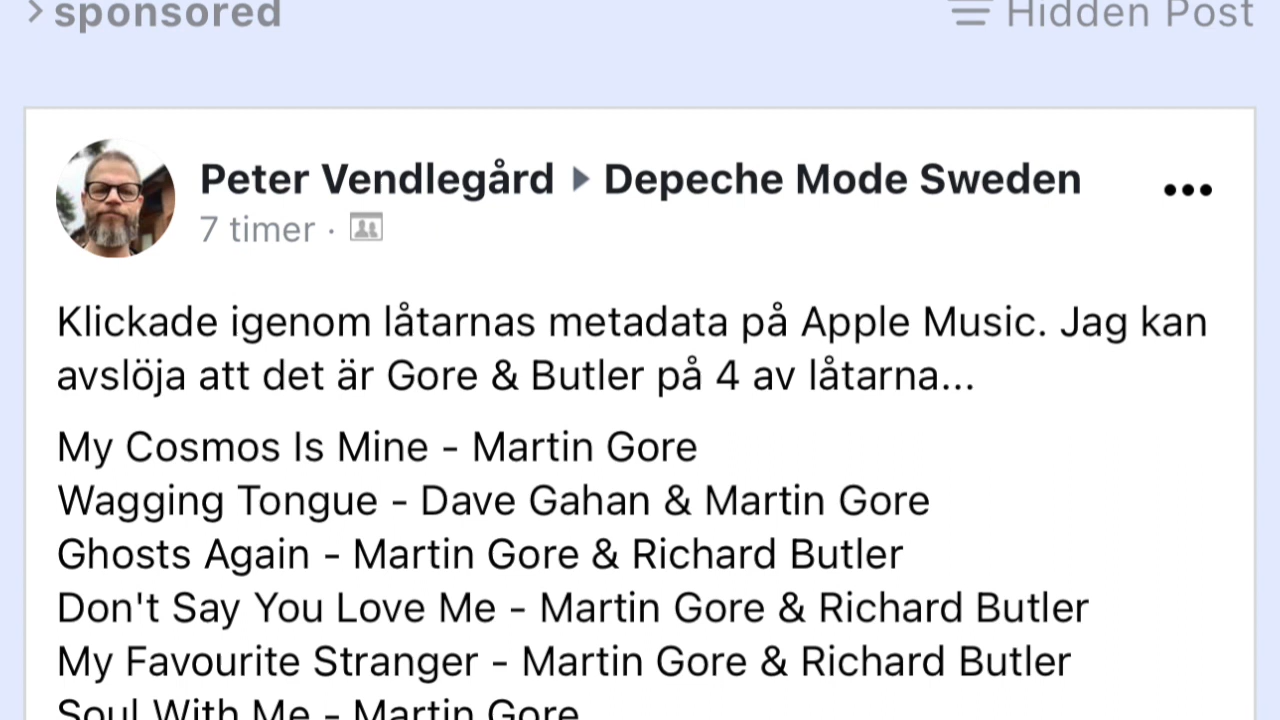 > sponsored
Hidden Post
Peter Vendlegård ▸ Depeche Mode Sweden
7 timer ·
Klickade igenom låtarnas metadata på Apple Music. Jag kan
avslöja att det är Gore & Butler på 4 av låtarna...
My Cosmos Is Mine - Martin Gore
Wagging Tongue - Dave Gahan & Martin Gore
Ghosts Again - Martin Gore & Richard Butler
Don't Say You Love Me - Martin Gore & Richard Butler
My Favourite Stranger - Martin Gore & Richard Butler
Soul With Me - Martin Gore